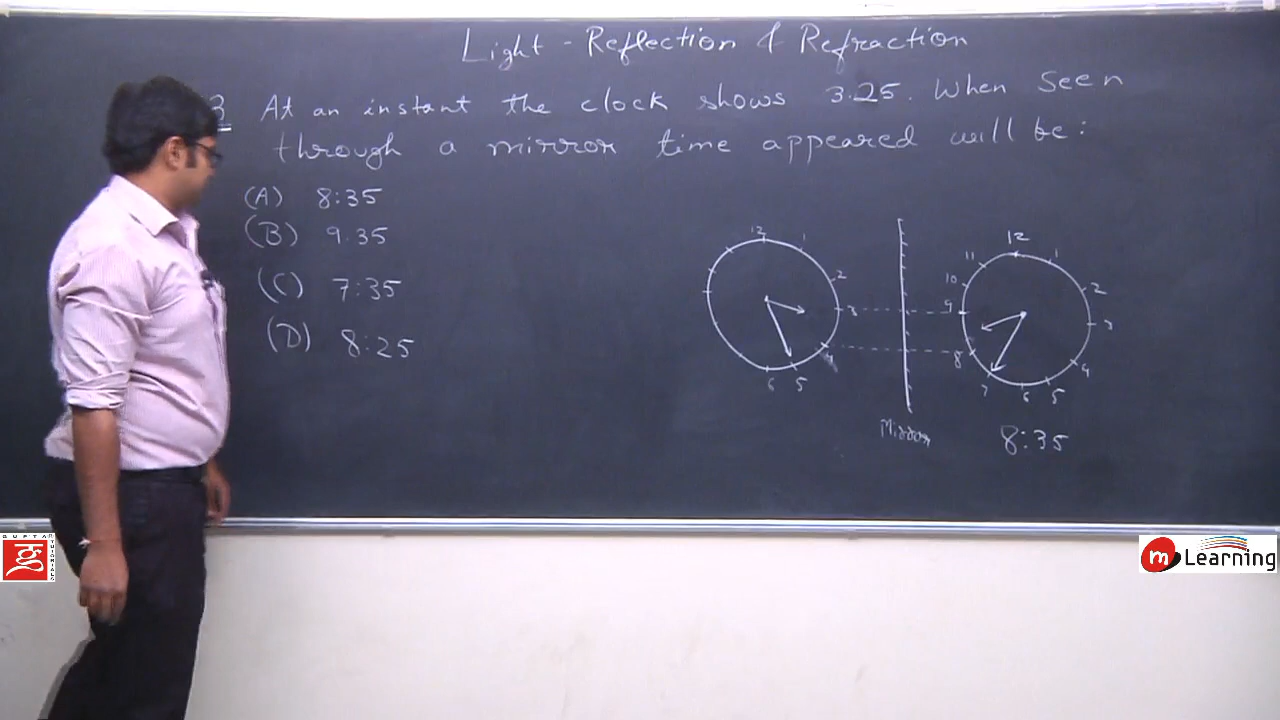 Light - Reflection & Refraction
3 At an instant the clock shows 3.25. When seen
through a mirror time appeared will be:
(A) 8:35
(B) 9.35
(C) 7:35
(D) 8:25
12
1
2
3
4
5
6
12
1
2
3
4
5
6
7
8
9
10
11
Mirror
8:35
GUPTA
TUTORIALS
m Learning